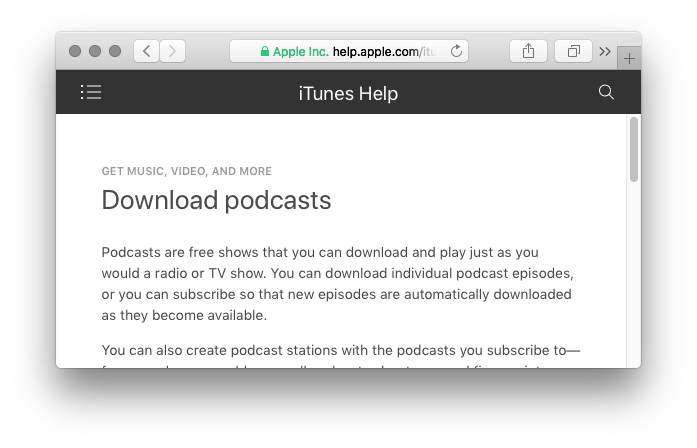 Apple Inc. help.apple.com/itu
iTunes Help
GET MUSIC, VIDEO, AND MORE
Download podcasts
Podcasts are free shows that you can download and play just as you
would a radio or TV show. You can download individual podcast episodes,
or you can subscribe so that new episodes are automatically downloaded
as they become available.
You can also create podcast stations with the podcasts you subscribe to—